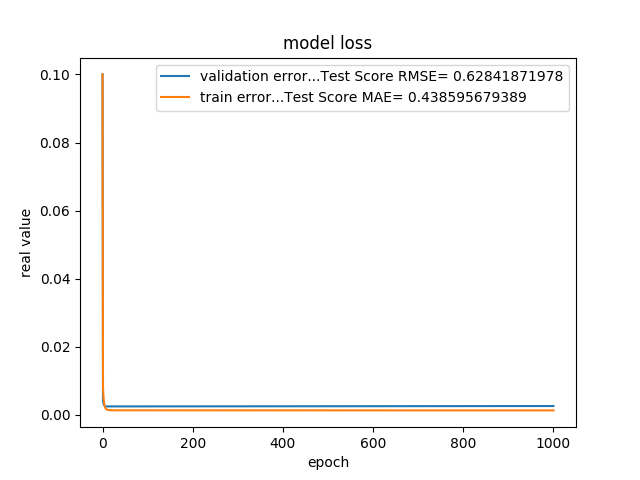 model loss
validation error...Test Score RMSE= 0.62841871978
train error...Test Score MAE= 0.438595679389
0.10
0.08
0.06
0.04
0.02
0.00
real value
0 200 400 600 800 1000
epoch